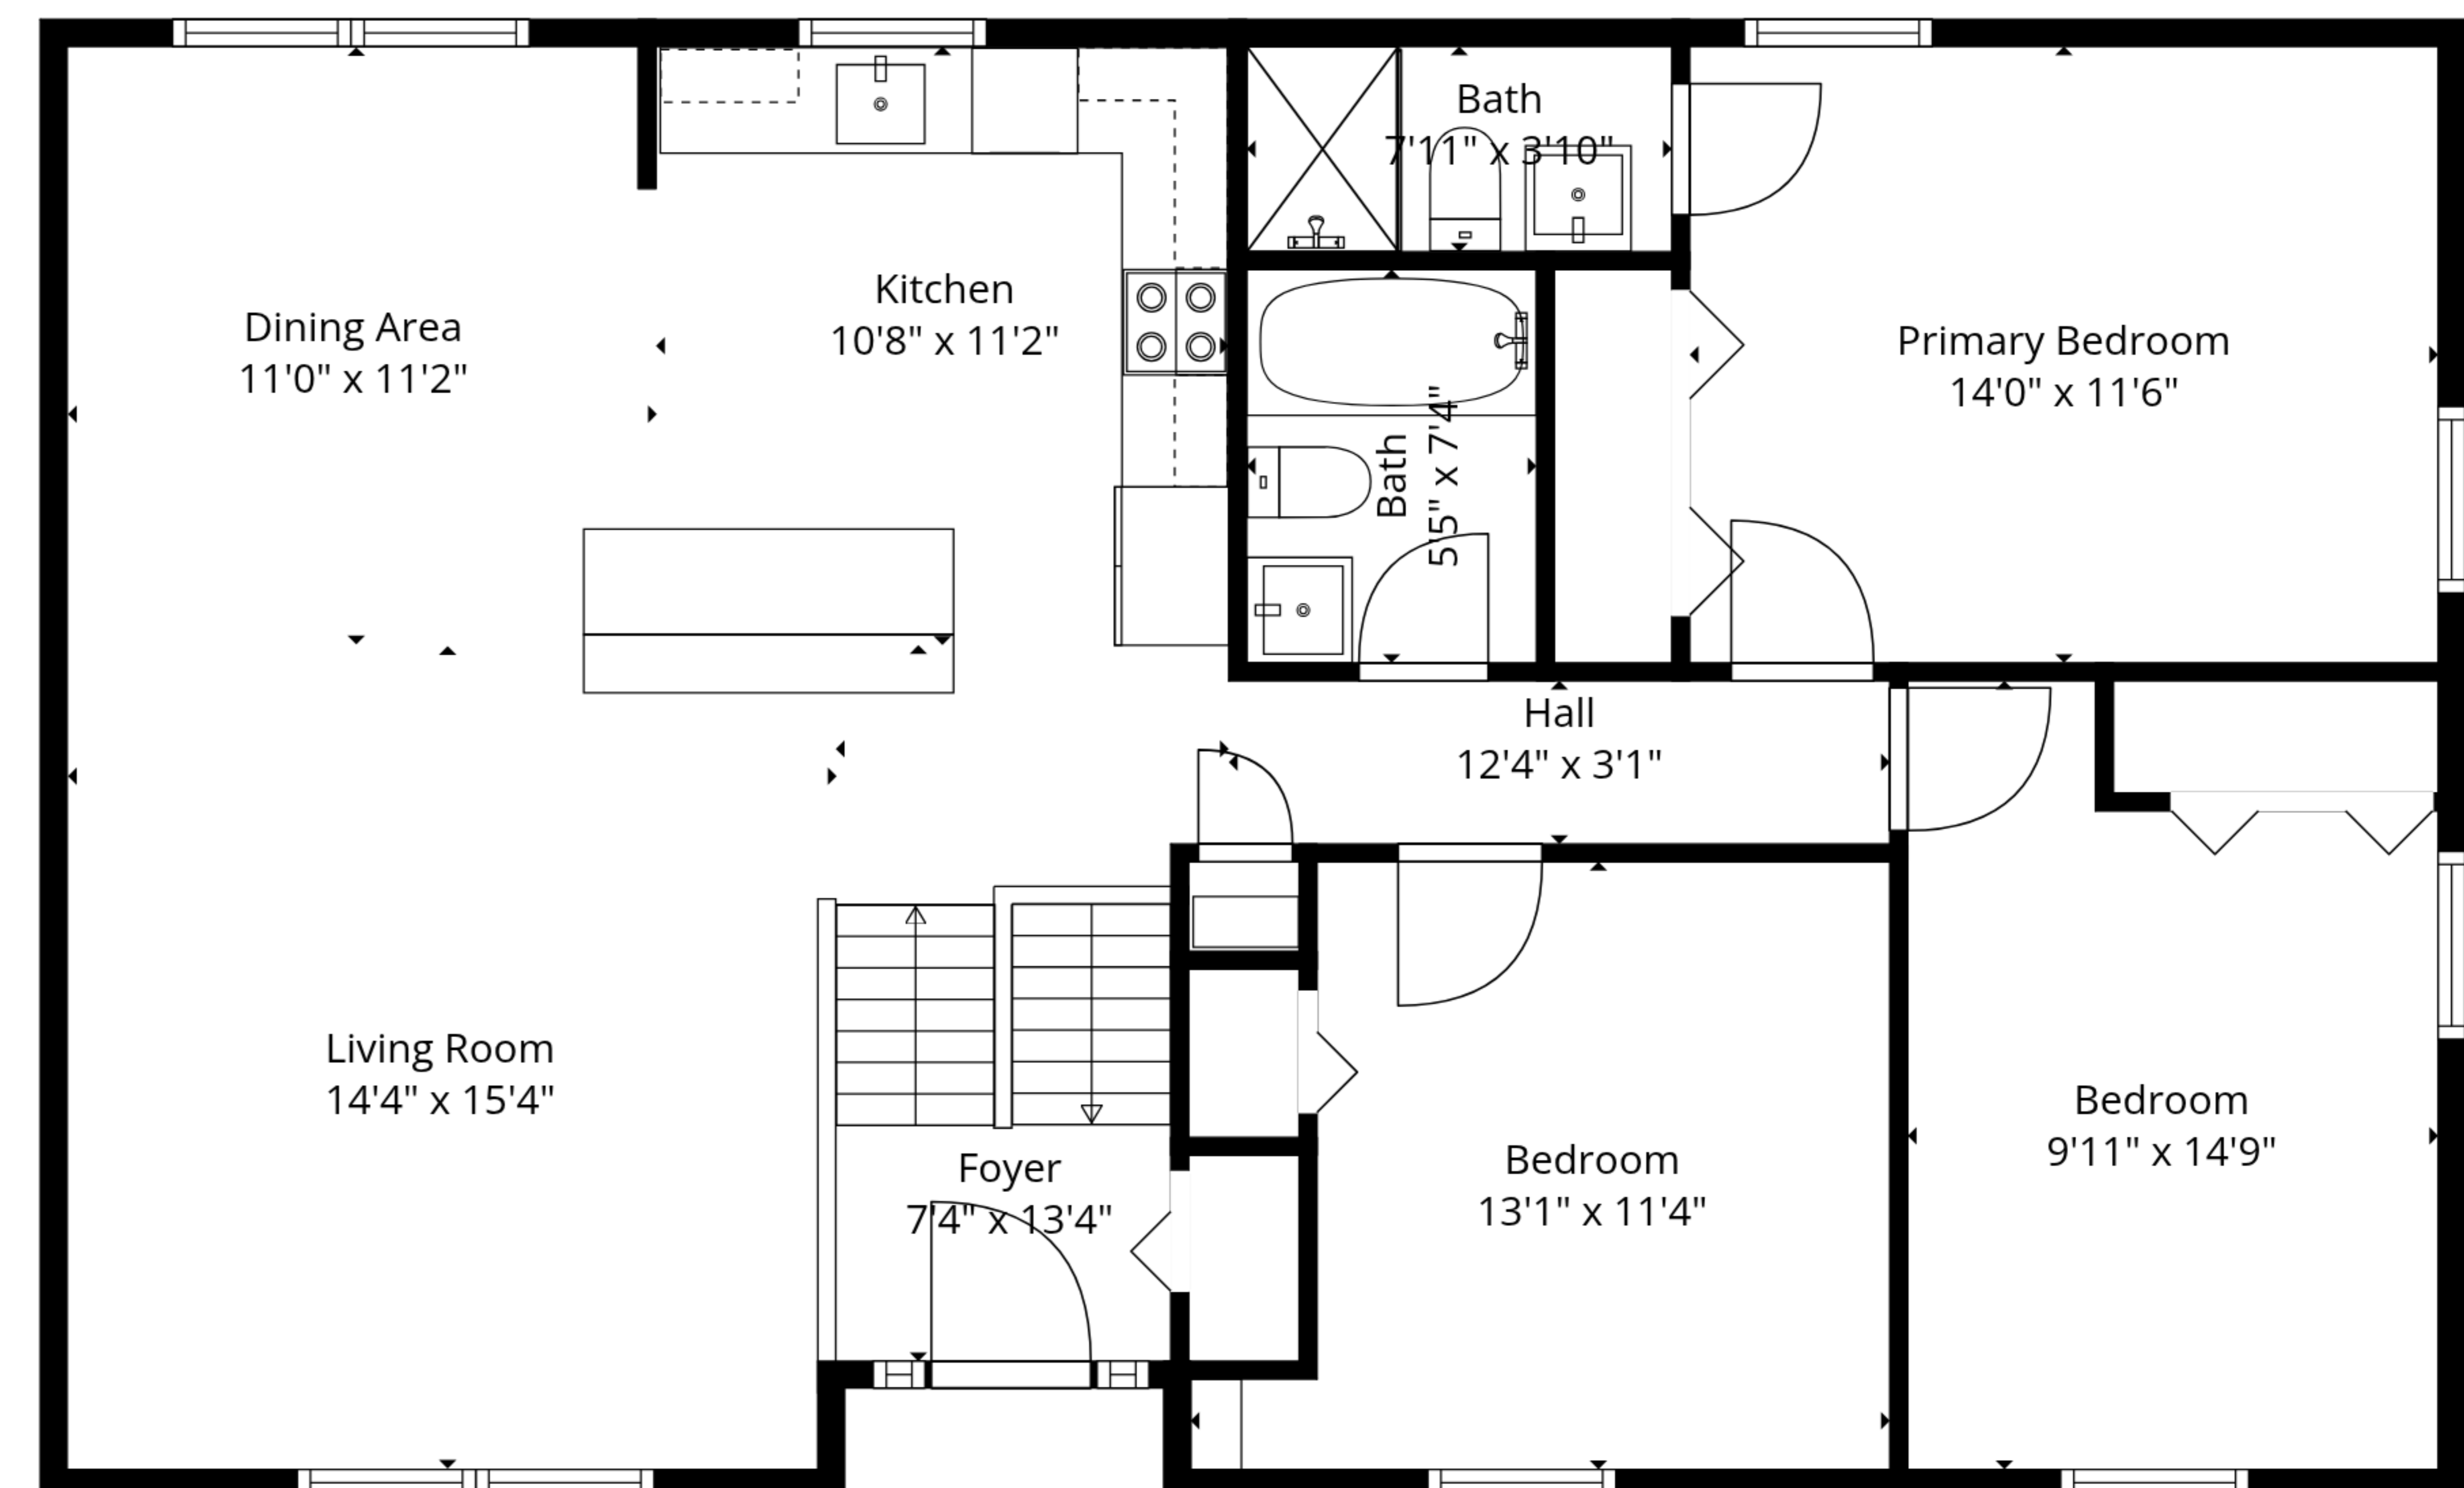 Bath
7'11" x 3'10"
Kitchen
10'8" x 11'2"
Dining Area
11'0" x 11'2"
Primary Bedroom
14'0" x 11'6"
Bath
5'5" x 7'4"
Hall
12'4" x 3'1"
Living Room
14'4" x 15'4"
Bedroom
9'11" x 14'9"
Foyer
7'4" x 13'4"
Bedroom
13'1" x 11'4"